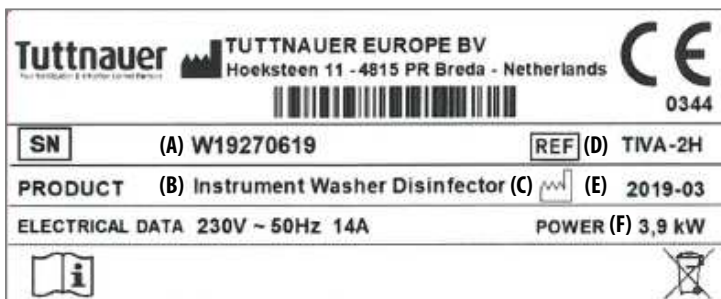 Tuttnauer
TUTTNAUER EUROPE BV
Hoeksteen 11 - 4815 PR Breda - Netherlands
CE
0344
SN (A) W19270619 REF (D) TIVA-2H
PRODUCT (B) Instrument Washer Disinfector (C) (E) 2019-03
ELECTRICAL DATA 230V ~ 50Hz 14A POWER (F) 3,9 kW
i